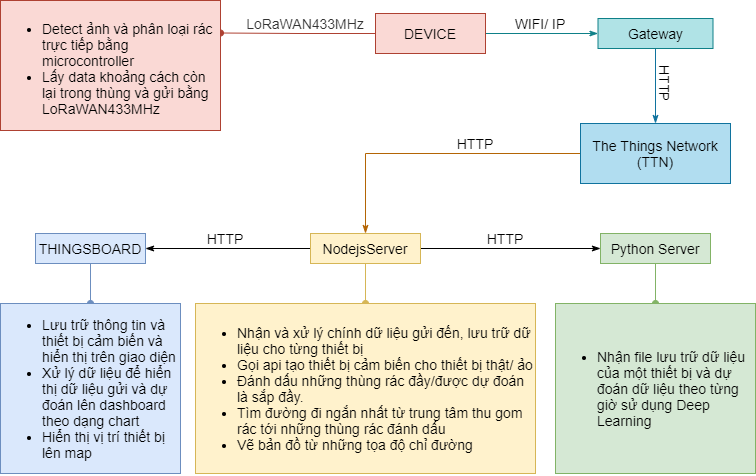 LoRaWAN433MHz
DEVICE
WIFI/ IP
Gateway
Detect ảnh và phân loại rác
trực tiếp bằng
microcontroller
Lấy data khoảng cách còn
lại trong thùng và gửi bằng
LoRaWAN433MHz
HTTP
The Things Network
(TTN)
HTTP
THINGSBOARD
HTTP
NodejsServer
HTTP
Python Server
Lưu trữ thông tin và
thiết bị cảm biến và
hiển thị trên giao diện
Xử lý dữ liệu để hiển
thị dữ liệu gửi và dự
đoán lên dashboard
theo dạng chart
Hiển thị vị trí thiết bị
lên map
Nhận và xử lý chính dữ liệu gửi đến, lưu trữ dữ
liệu cho từng thiết bị
Gọi api tạo thiết bị cảm biến cho thiết bị thật/ ảo
Đánh dấu những thùng rác đầy/được dự đoán
là sắp đầy.
Tìm đường đi ngắn nhất từ trung tâm thu gom
rác tới những thùng rác đánh dấu
Vẽ bản đồ từ những tọa độ chỉ đường
Nhận file lưu trữ dữ liệu
của một thiết bị và dự
đoán dữ liệu theo từng
giờ sử dụng Deep
Learning